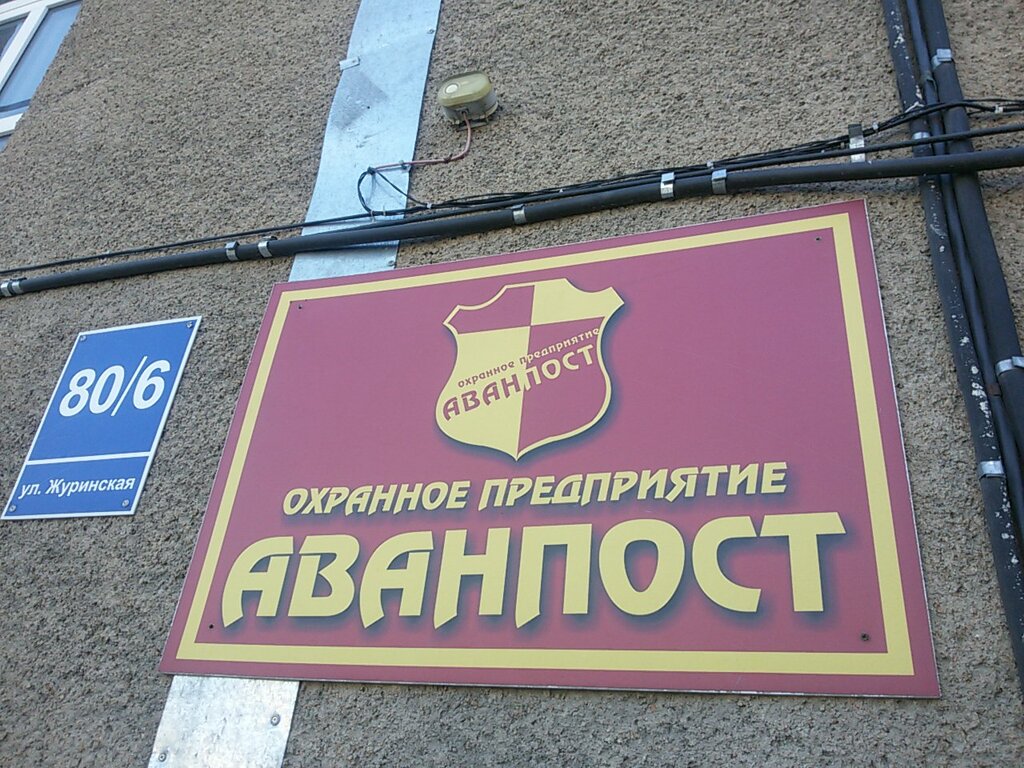 80/6
ул. Журинская
охранное предприятие
АВАНПОСТ
ОХРАННОЕ ПРЕДПРИЯТИЕ
АВАНПОСТ